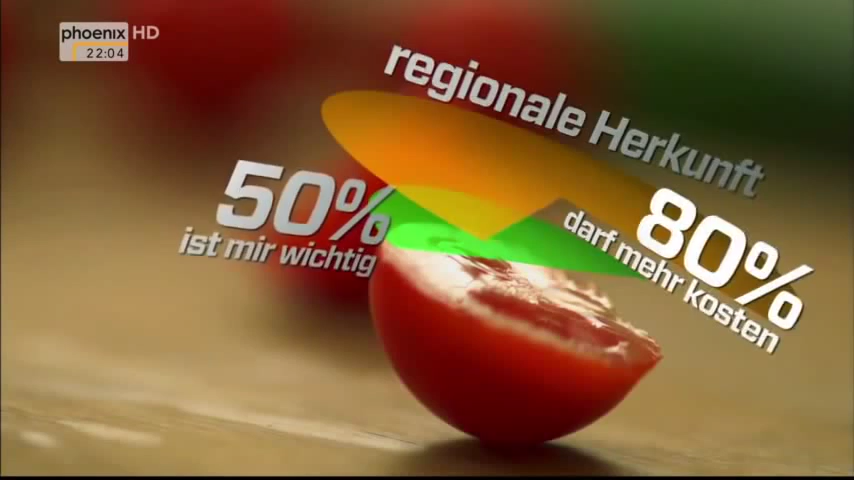 phoenix HD
22:04
regionale Herkunft
50%
ist mir wichtig
80%
darf mehr kosten